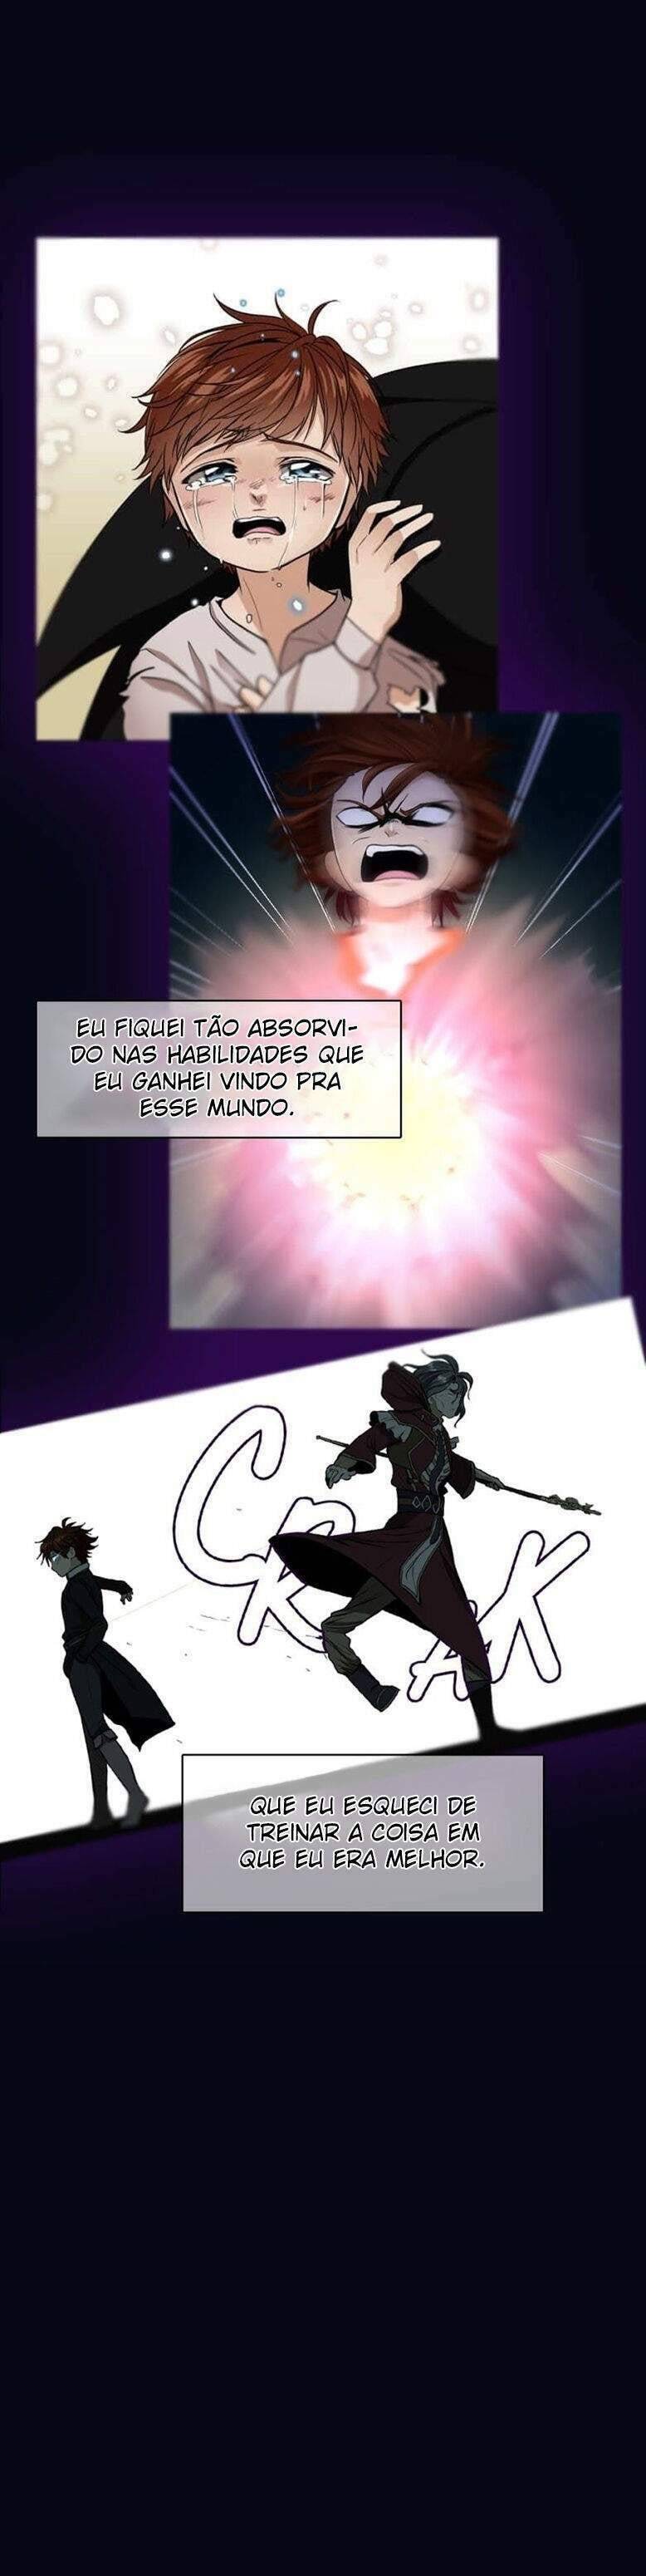 EU FIQUEI TÃO ABSORVI-
DO NAS HABILIDADES QUE
EU GANHEI VINDO PRA
ESSE MUNDO.
CRAK
QUE EU ESQUECI DE
TREINAR A COISA EM
QUE EU ERA MELHOR.